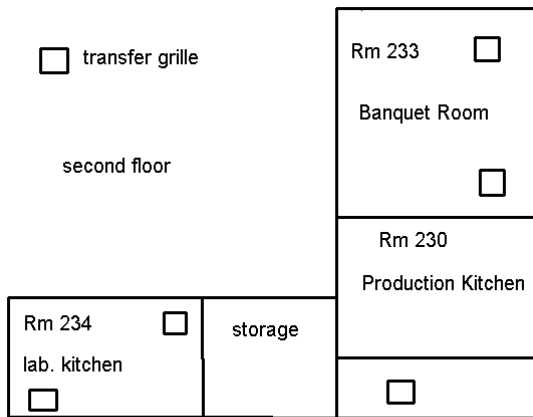 transfer grille
second floor
Rm 233
Banquet Room
Rm 230
Production Kitchen
Rm 234
lab. kitchen
storage